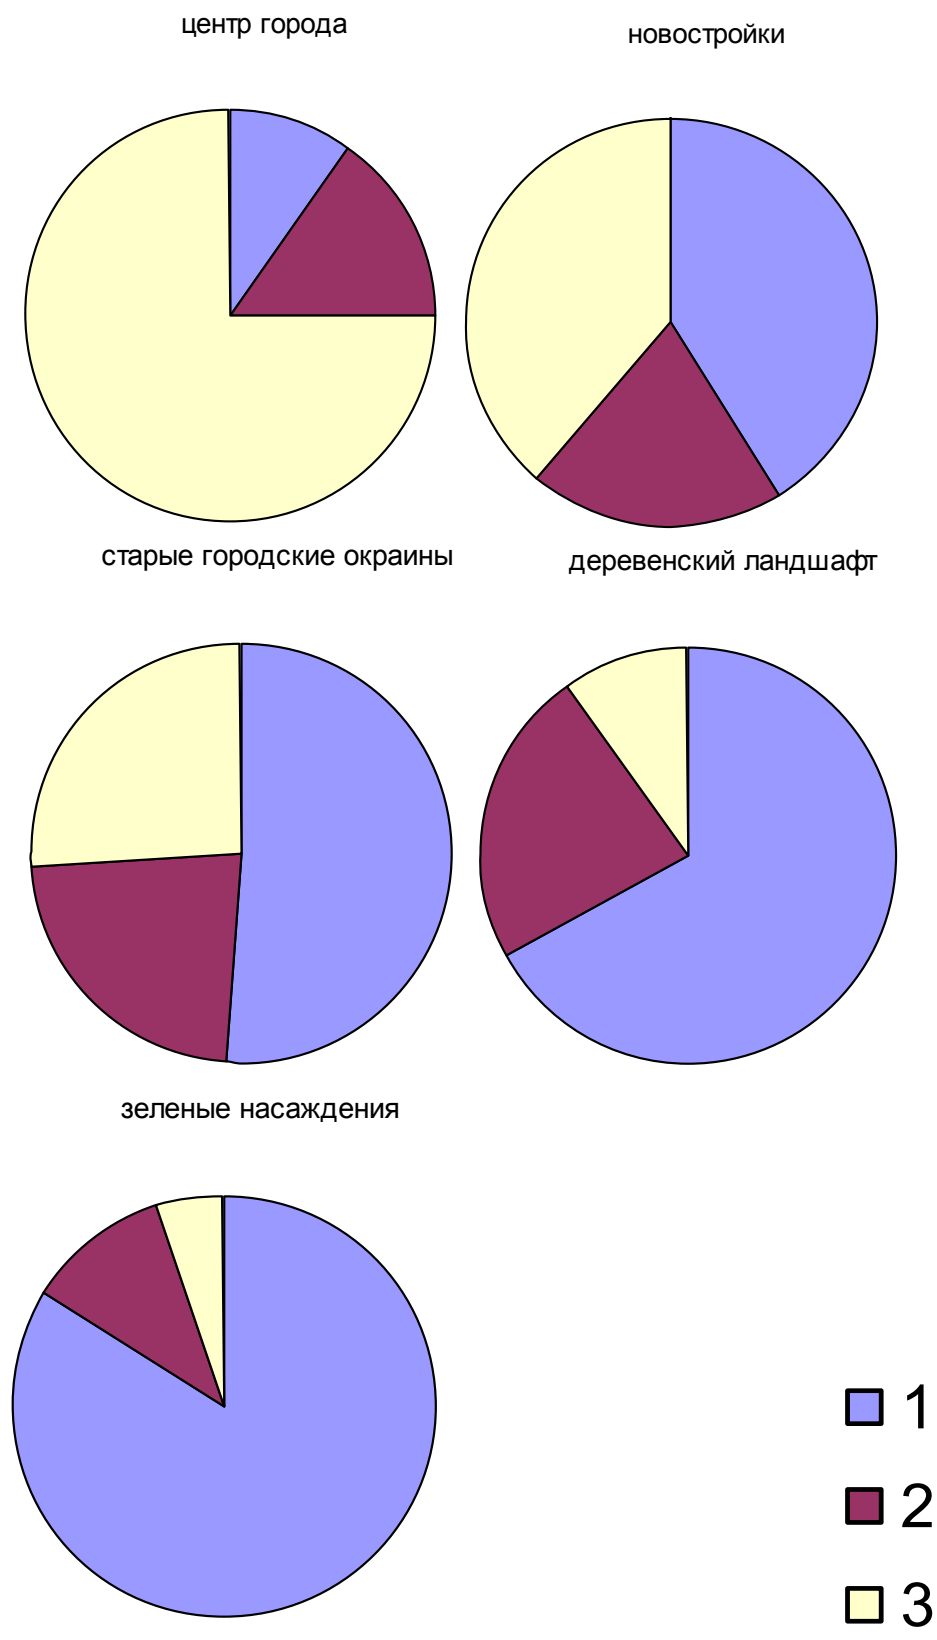 центр города
новостройки
старые городские окраины
деревенский ландшафт
зеленые насаждения
1
2
3